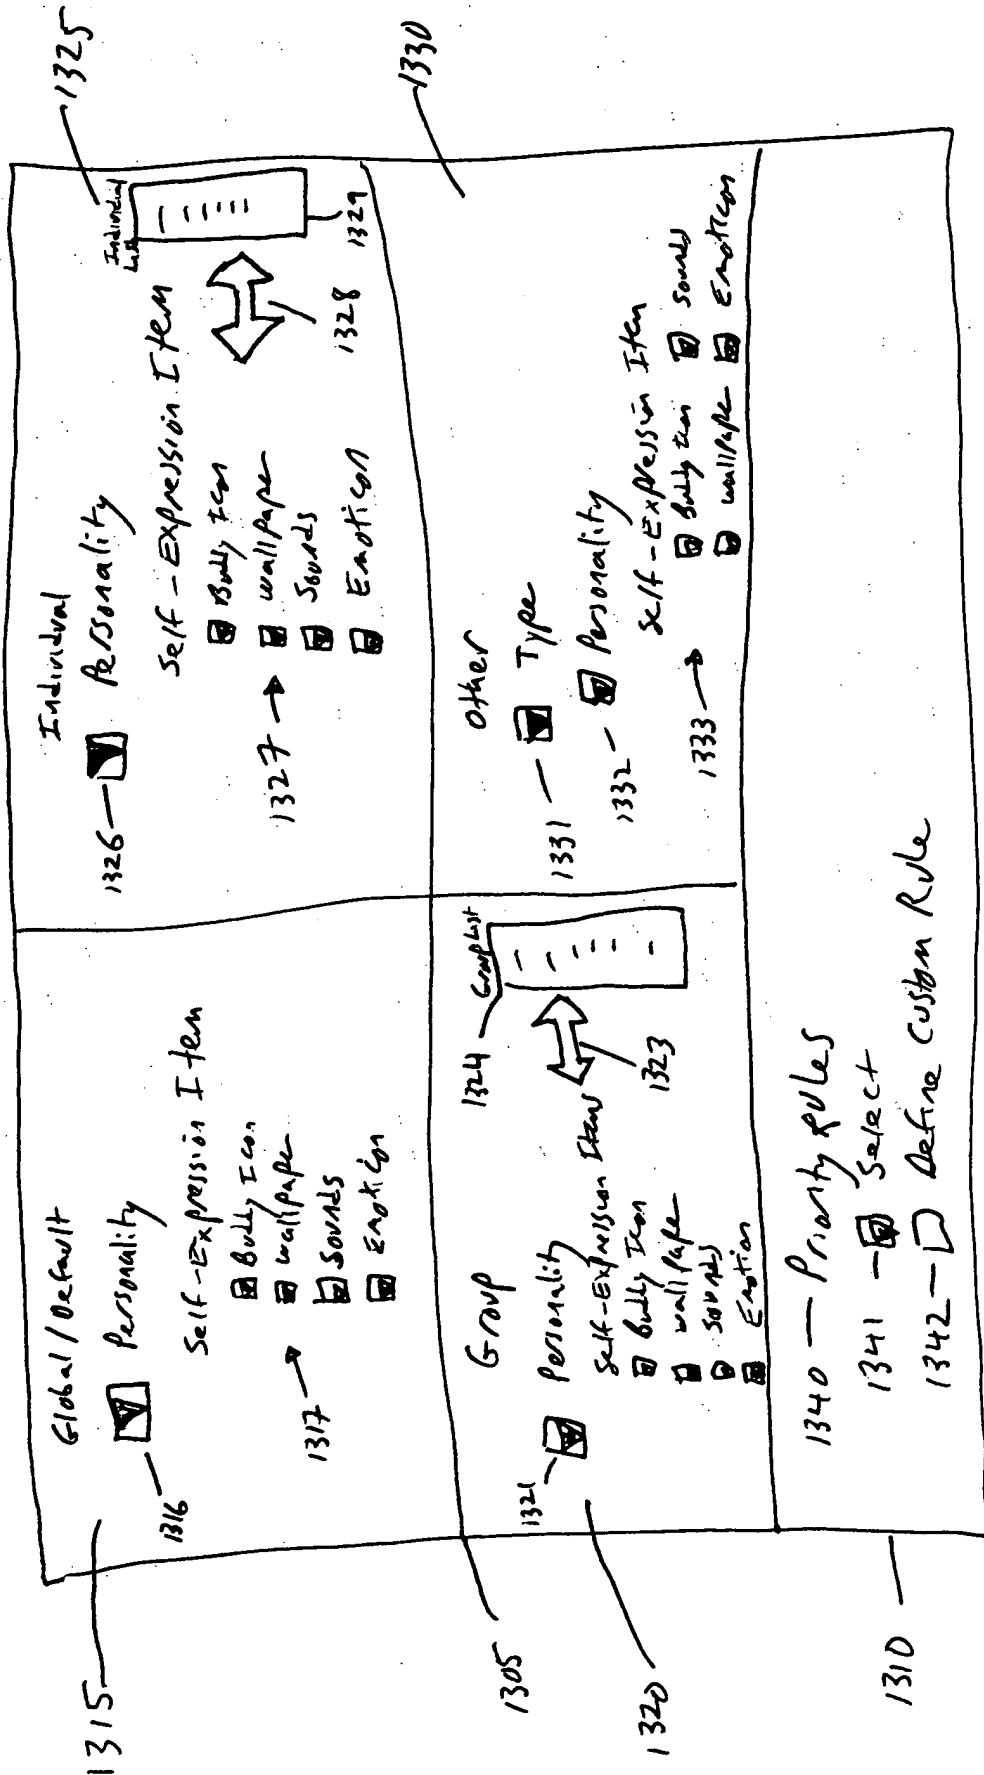 1315
Global/Default
1316
Personality
Self-Expression Item
1317
Buddy Icon
wallpaper
Sounds
Emoticon
Individual
1325
1326
Personality
Self-Expression Item
1327
Buddy Icon
wallpaper
Sounds
Emoticon
Individual
List
1328
1329
1305
1320
Group
1321
Personality
Self-Expression Items
Buddy Icon
wallpaper
Sounds
Emotion
1324
Group List
1323
Other
1330
1331
Type
1332
Personality
Self-Expression Item
1333
Buddy Icon
Sounds
wallpaper
Emoticon
1310
1340 — Priority Rules
1341 — Select
1342 — Define Custom Rule